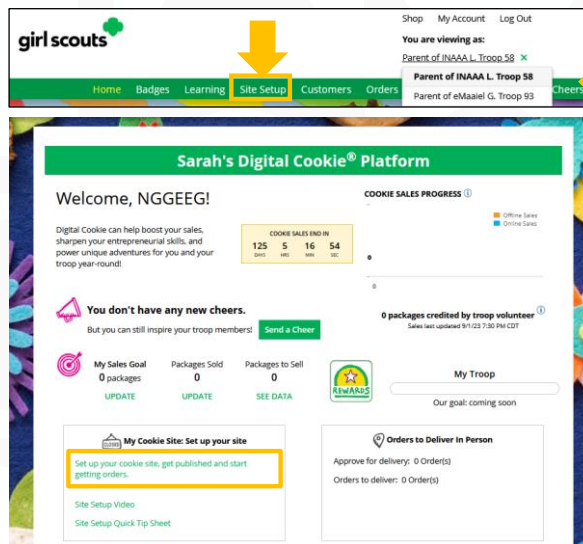 Shop My Account Log Out
girl scouts
You are viewing as:
Parent of INAAA L. Troop 58 ×
Parent of INAAA L. Troop 58
Home Badges Learning Site Setup Customers Orders Cheers
Parent of eMaaiel G. Troop 93
Sarah's Digital Cookie® Platform
Welcome, NGGEEG!
COOKIE SALES PROGRESS
Digital Cookie can help boost your sales,
sharpen your entrepreneurial skills, and
power unique adventures for you and your
troop year-round!
COOKIE SALES END IN
125 5 16 54
DAYS HRS MIN SEC
Offline Sales
Online Sales
0
0
You don't have any new cheers.
But you can still inspire your troop members!
Send a Cheer
0 packages credited by troop volunteer
Sales last updated 9/1/23 7:30 PM CDT
My Sales Goal Packages Sold Packages to Sell
0 packages 0 0
UPDATE UPDATE SEE DATA
REWARDS
My Troop
Our goal: coming soon
CLOSED
My Cookie Site: Set up your site
Set up your cookie site, get published and start
getting orders.
Site Setup Video
Site Setup Quick Tip Sheet
Orders to Deliver In Person
Approve for delivery: 0 Order(s)
Orders to deliver: 0 Order(s)